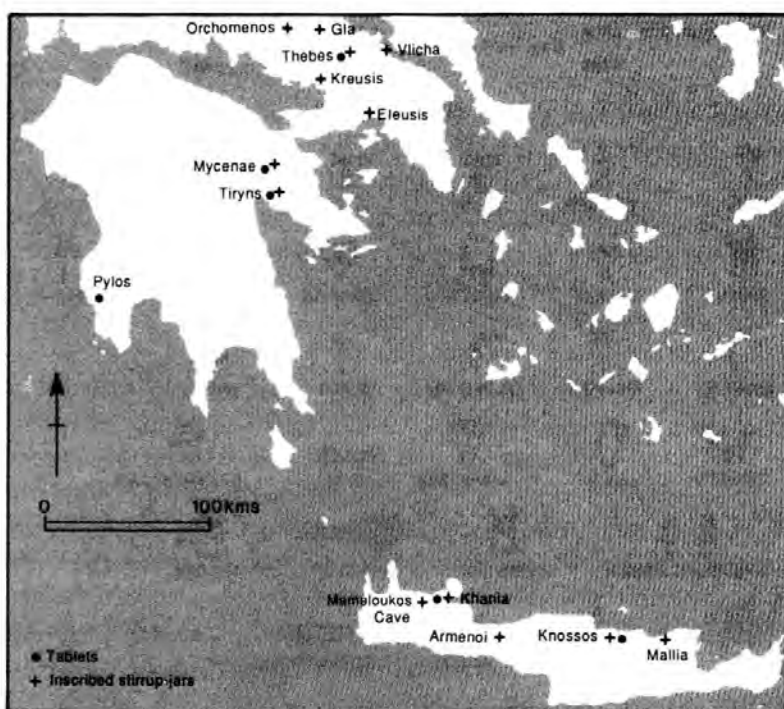 Orchomenos
Gla
Thebes
Vlicha
Kreusis
Eleusis
Mycenae
Tiryns
Pylos
0 100kms
Mameloukos
Cave
Khania
Armenoi
Knossos
Mallia
Tablets
Inscribed stirrup-jars